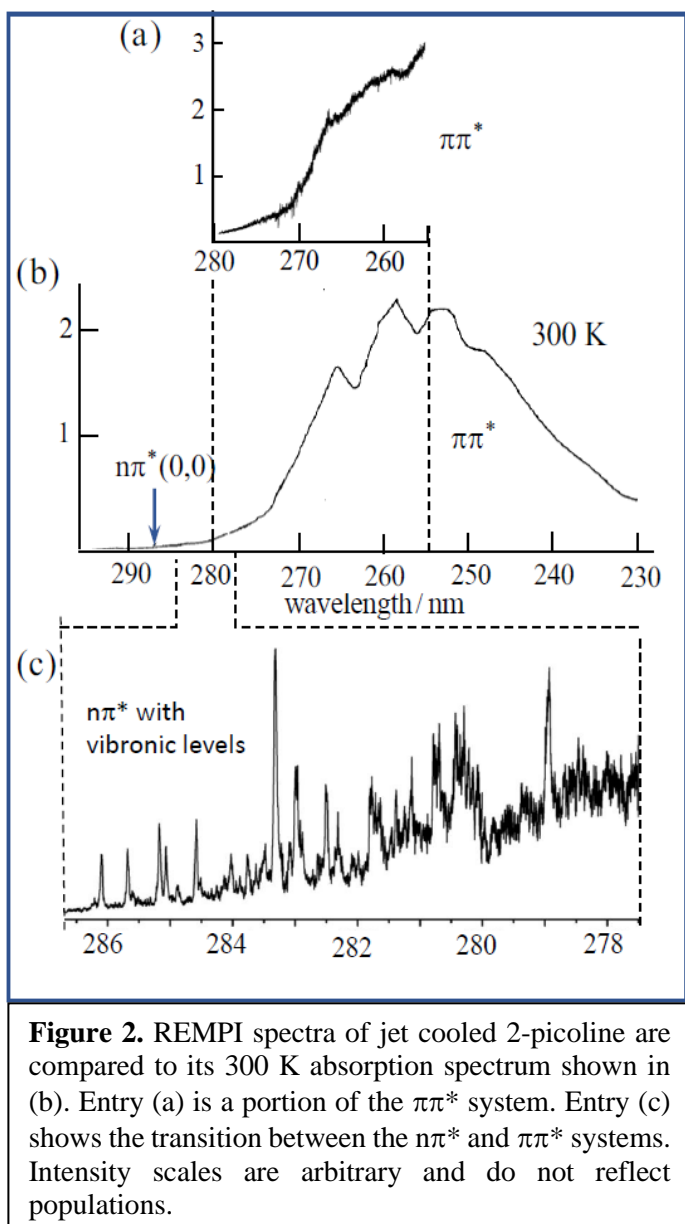 (a)
3
2
1
ππ*
280 270 260
(b)
2
1
300 K
ππ*
nπ*(0,0)
290 280 270 260 250 240 230
wavelength / nm
(c)
nπ* with
vibronic levels
286 284 282 280 278
Figure 2. REMPI spectra of jet cooled 2-picoline are
compared to its 300 K absorption spectrum shown in
(b). Entry (a) is a portion of the ππ* system. Entry (c)
shows the transition between the nπ* and ππ* systems.
Intensity scales are arbitrary and do not reflect
populations.